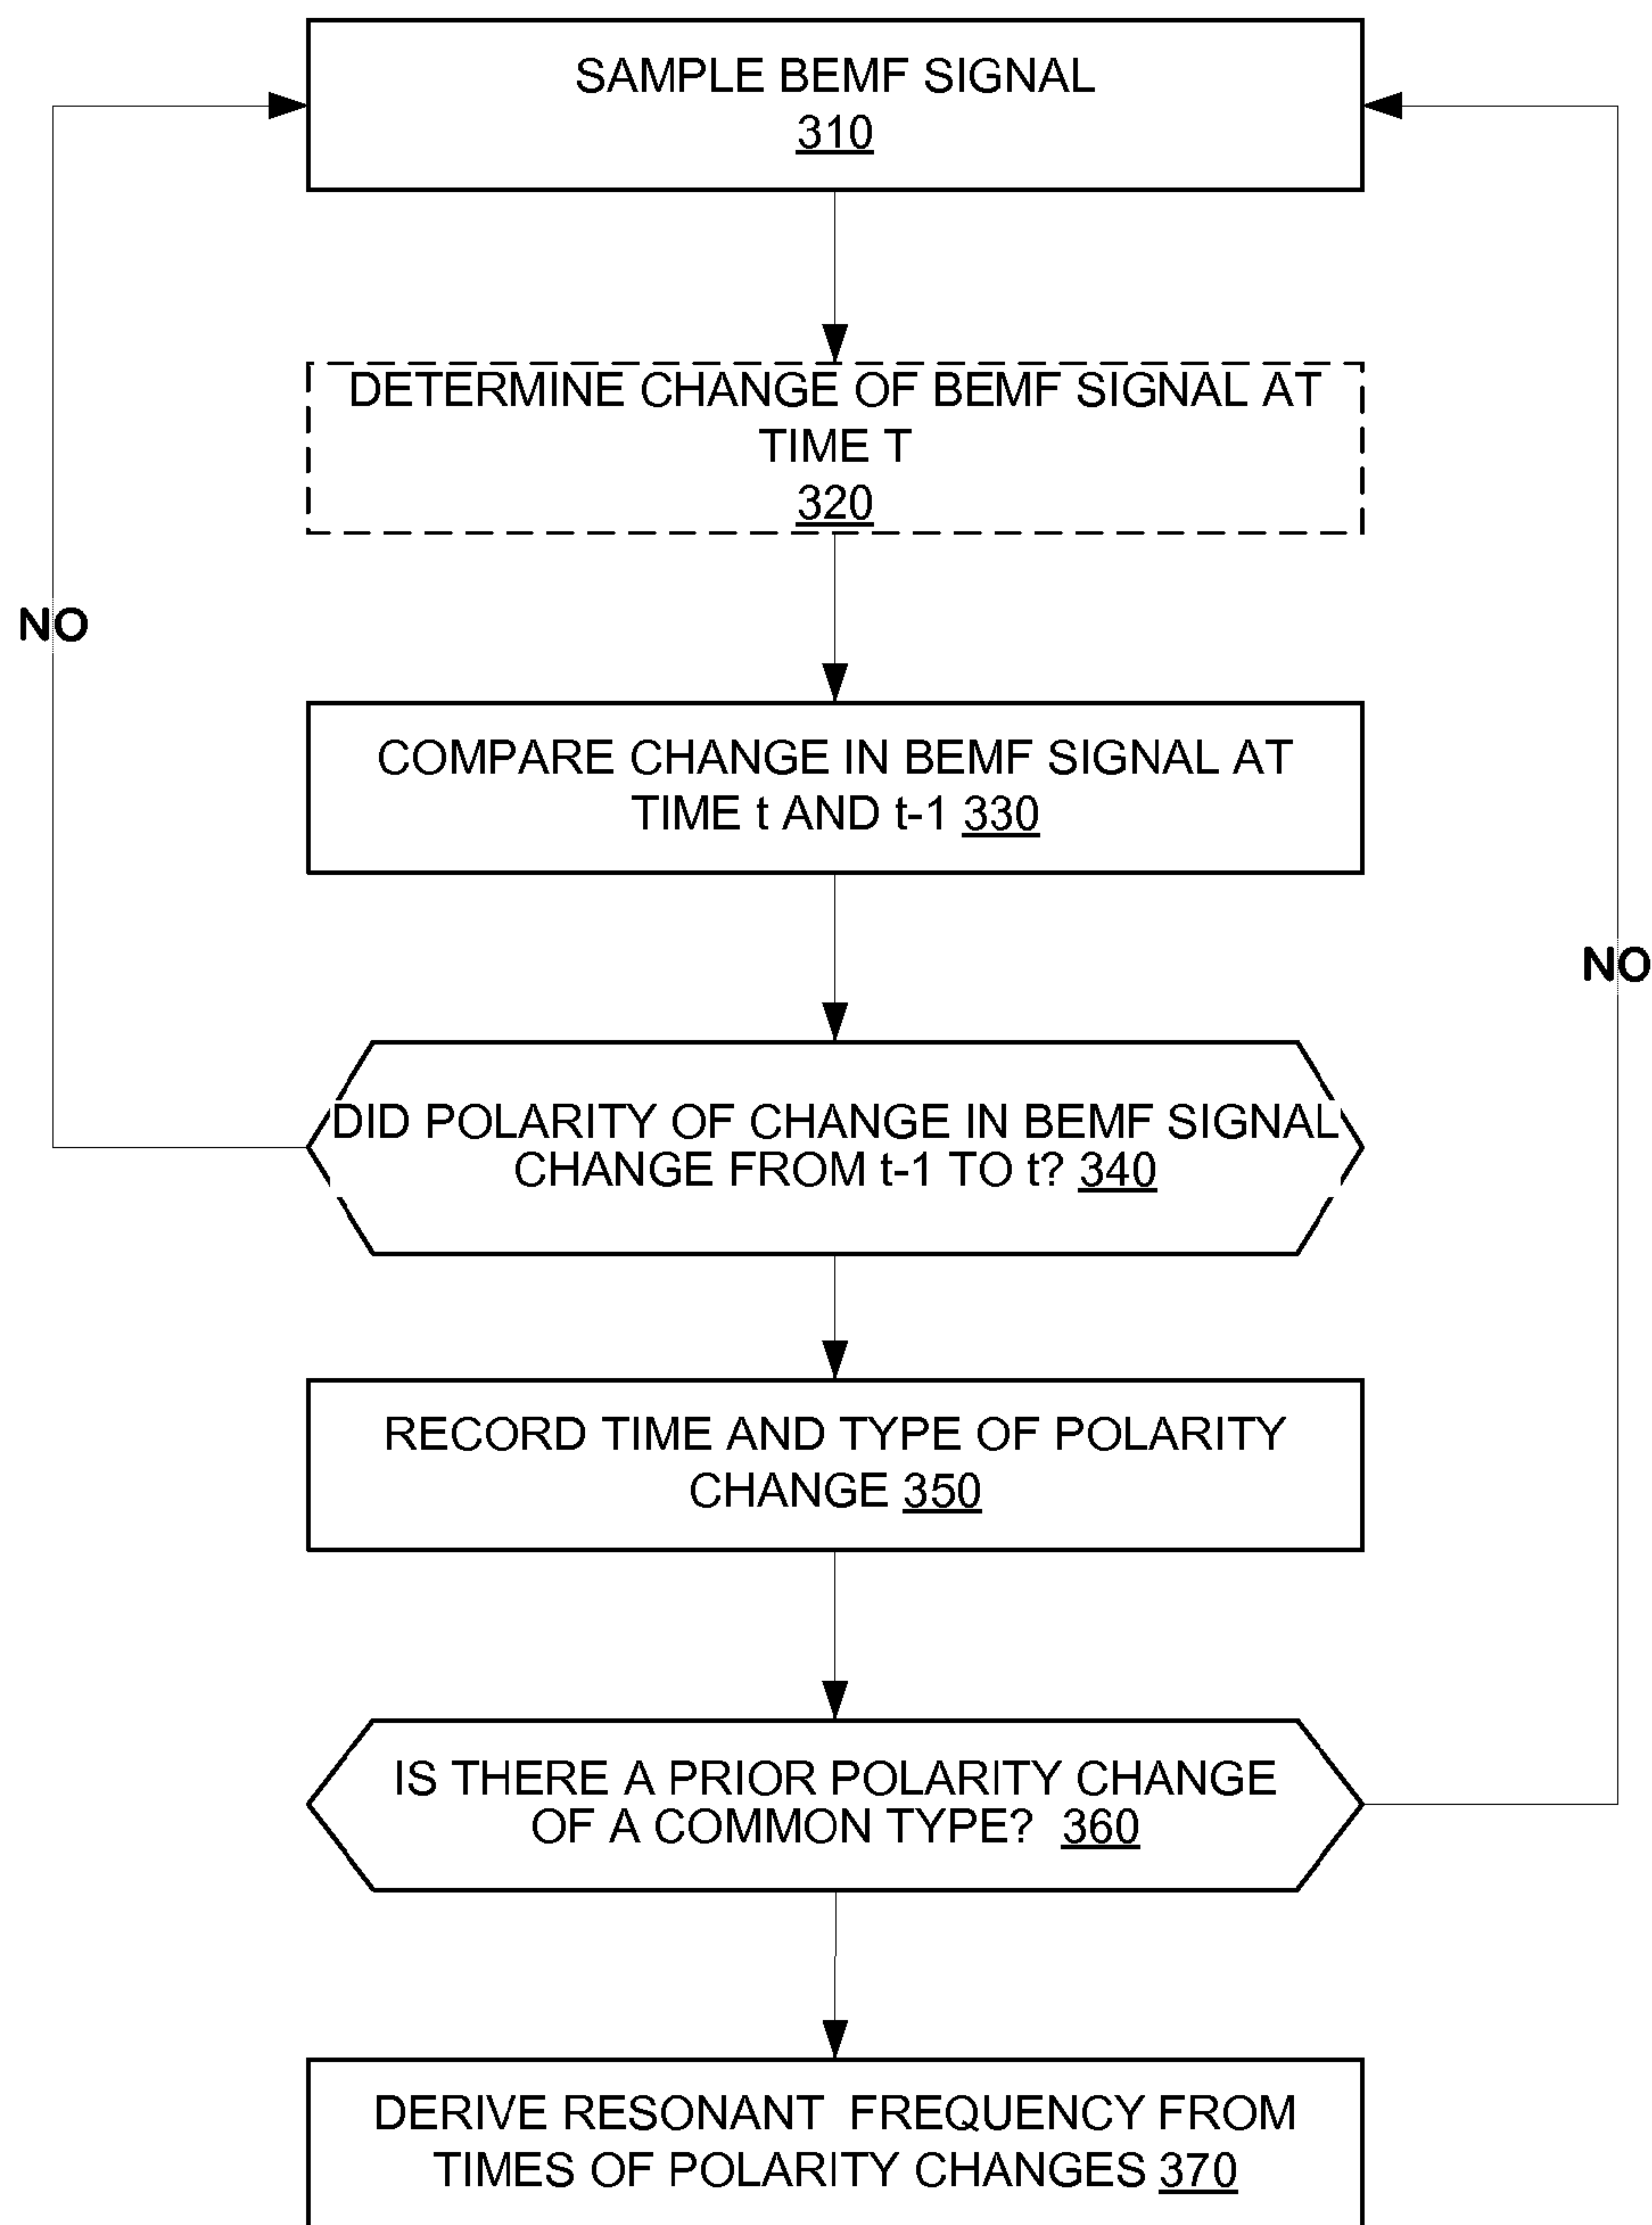 SAMPLE BEMF SIGNAL
310
DETERMINE CHANGE OF BEMF SIGNAL AT
TIME T
320
NO
COMPARE CHANGE IN BEMF SIGNAL AT
TIME t AND t-1 330
NO
DID POLARITY OF CHANGE IN BEMF SIGNAL
CHANGE FROM t-1 TO t? 340
RECORD TIME AND TYPE OF POLARITY
CHANGE 350
IS THERE A PRIOR POLARITY CHANGE
OF A COMMON TYPE? 360
DERIVE RESONANT FREQUENCY FROM
TIMES OF POLARITY CHANGES 370